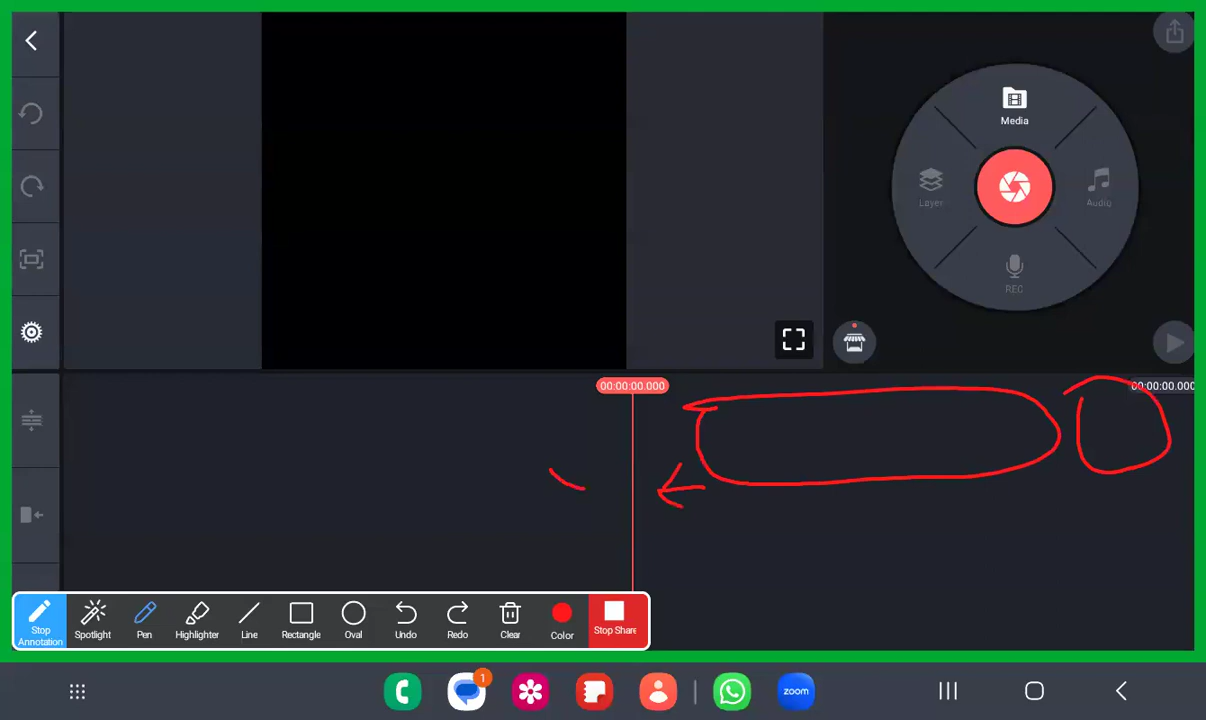 Media
Layer
Audio
REC
00:00:00.000
00:00:00.000
Stop Annotation
Spotlight
Pen
Highlighter
Line
Rectangle
Oval
Undo
Redo
Clear
Color
Stop Share
1
zoom